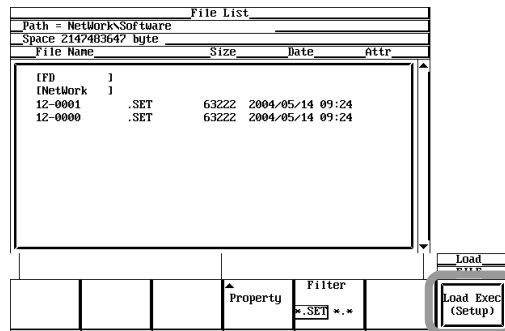 File List
Path = NetWork\Software
Space 2147483647 byte
File Name Size Date Attr
[FD ]
[NetWork ]
12-0001 .SET 63222 2004/05/14 09:24
12-0000 .SET 63222 2004/05/14 09:24
Load
FILE
Property
Filter
*.SET *.*
Load Exec
(Setup)